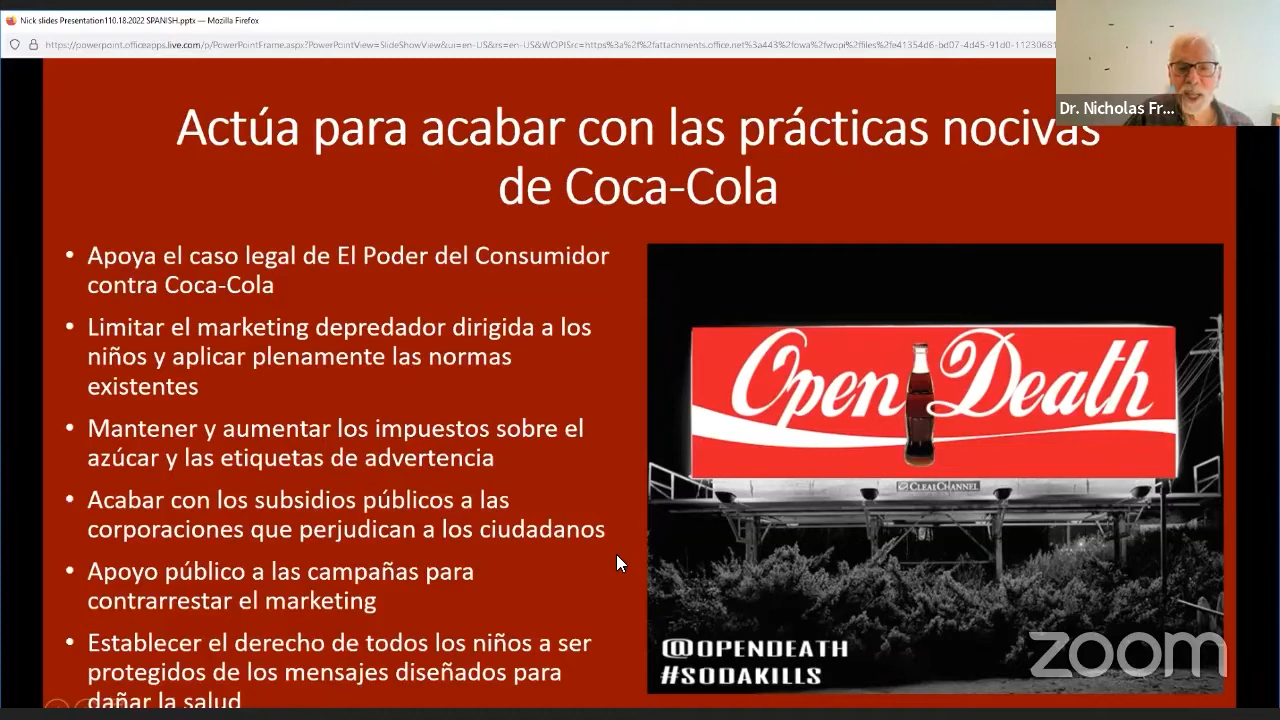 Nick slides Presentation110.18.2022 SPANISH.pptx — Mozilla Firefox
https://powerpoint.officeapps.live.com/p/PowerPointFrame.aspx?PowerPointView=SlideShowView&ui=en-US&rs=en-US&WOPISrc=https%3a%2f%2fattachments.office.net%3a443%2fowa%2fwopi%2ffiles%2fe41354d6-bd07-4d45-91d0-11230681
Dr. Nicholas Fr...
Actúa para acabar con las prácticas nocivas
de Coca-Cola
• Apoya el caso legal de El Poder del Consumidor
contra Coca-Cola
• Limitar el marketing depredador dirigida a los
niños y aplicar plenamente las normas
existentes
• Mantener y aumentar los impuestos sobre el
azúcar y las etiquetas de advertencia
• Acabar con los subsidios públicos a las
corporaciones que perjudican a los ciudadanos
• Apoyo público a las campañas para
contrarrestar el marketing
• Establecer el derecho de todos los niños a ser
protegidos de los mensajes diseñados para
dañar la salud
Open Death
CLEARCHANNEL
@OPENDEATH
#SODAKILLS
zoom